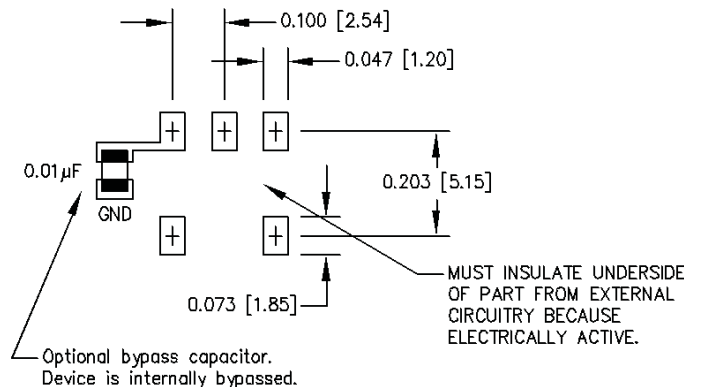 0.100 [2.54]
0.047 [1.20]
0.01µF
GND
0.203 [5.15]
0.073 [1.85]
MUST INSULATE UNDERSIDE
OF PART FROM EXTERNAL
CIRCUITRY BECAUSE
ELECTRICALLY ACTIVE.
Optional bypass capacitor.
Device is internally bypassed.